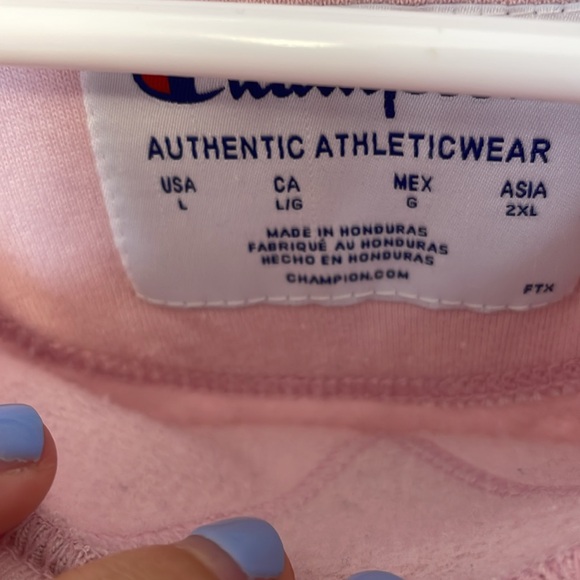 Champion
AUTHENTIC ATHLETICWEAR
USA CA MEX ASIA
L L/G G 2XL
MADE IN HONDURAS
FABRIQUÉ AU HONDURAS
HECHO EN HONDURAS
CHAMPION.COM
FTX